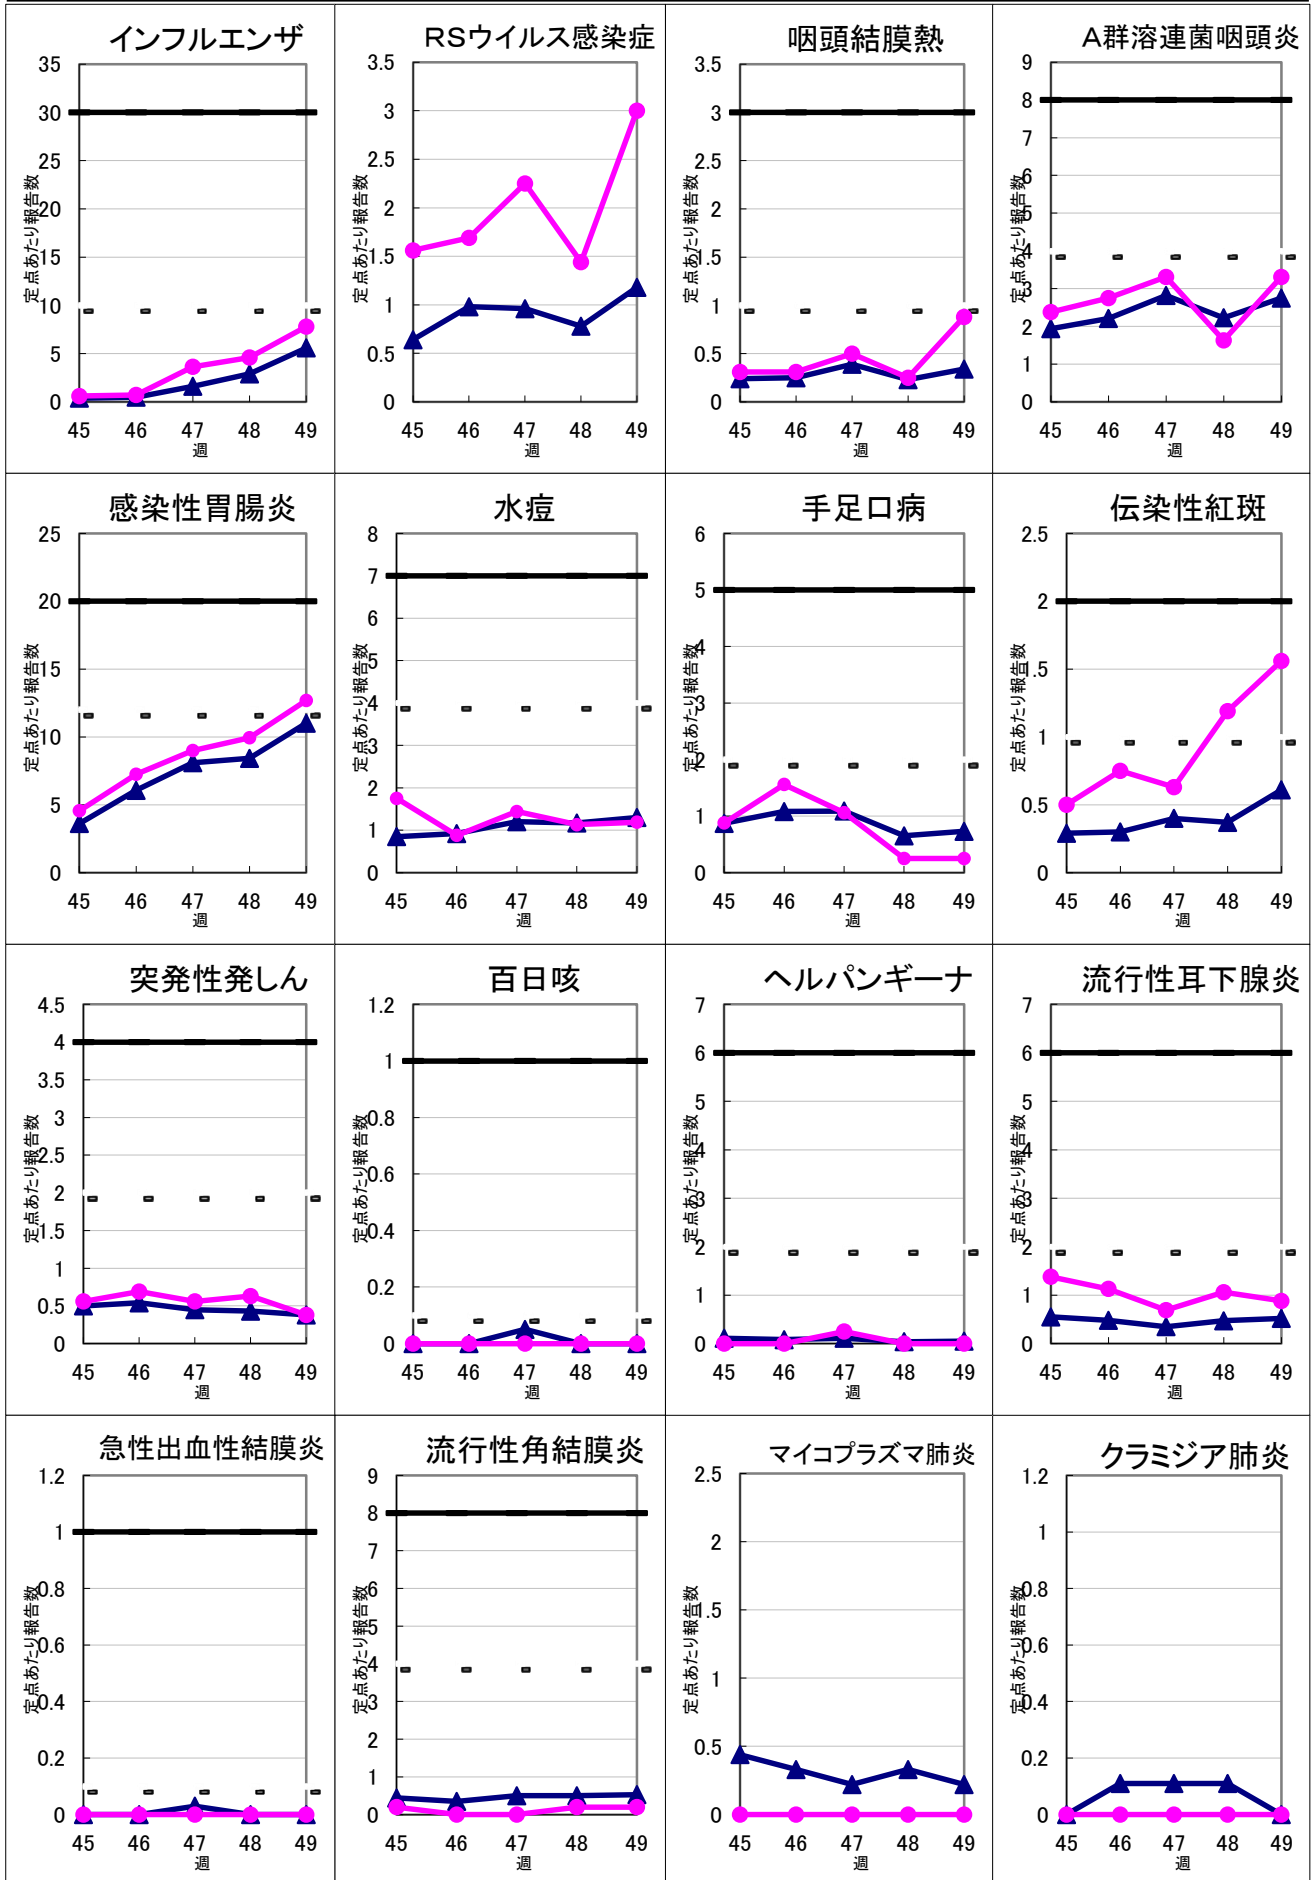 インフルエンザ
35
30
25
20
15
10
5
0
定点あたり報告数
45 46 47 48 49
週
RSウイルス感染症
3.5
3
2.5
2
1.5
1
0.5
0
定点あたり報告数
45 46 47 48 49
週
咽頭結膜熱
3.5
3
2.5
2
1.5
1
0.5
0
定点あたり報告数
45 46 47 48 49
週
A群溶連菌咽頭炎
9
8
7
6
5
4
3
2
1
0
定点あたり報告数
45 46 47 48 49
週
感染性胃腸炎
25
20
15
10
5
0
定点あたり報告数
45 46 47 48 49
週
水痘
8
7
6
5
4
3
2
1
0
定点あたり報告数
45 46 47 48 49
週
手足口病
6
5
4
3
2
1
0
定点あたり報告数
45 46 47 48 49
週
伝染性紅斑
2.5
2
1.5
1
0.5
0
定点あたり報告数
45 46 47 48 49
週
突発性発しん
4.5
4
3.5
3
2.5
2
1.5
1
0.5
0
定点あたり報告数
45 46 47 48 49
週
百日咳
1.2
1
0.8
0.6
0.4
0.2
0
定点あたり報告数
45 46 47 48 49
週
ヘルパンギーナ
7
6
5
4
3
2
1
0
定点あたり報告数
45 46 47 48 49
週
流行性耳下腺炎
7
6
5
4
3
2
1
0
定点あたり報告数
45 46 47 48 49
週
急性出血性結膜炎
1.2
1
0.8
0.6
0.4
0.2
0
定点あたり報告数
45 46 47 48 49
週
流行性角結膜炎
9
8
7
6
5
4
3
2
1
0
定点あたり報告数
45 46 47 48 49
週
マイコプラズマ肺炎
2.5
2
1.5
1
0.5
0
定点あたり報告数
45 46 47 48 49
週
クラミジア肺炎
1.2
1
0.8
0.6
0.4
0.2
0
定点あたり報告数
45 46 47 48 49
週